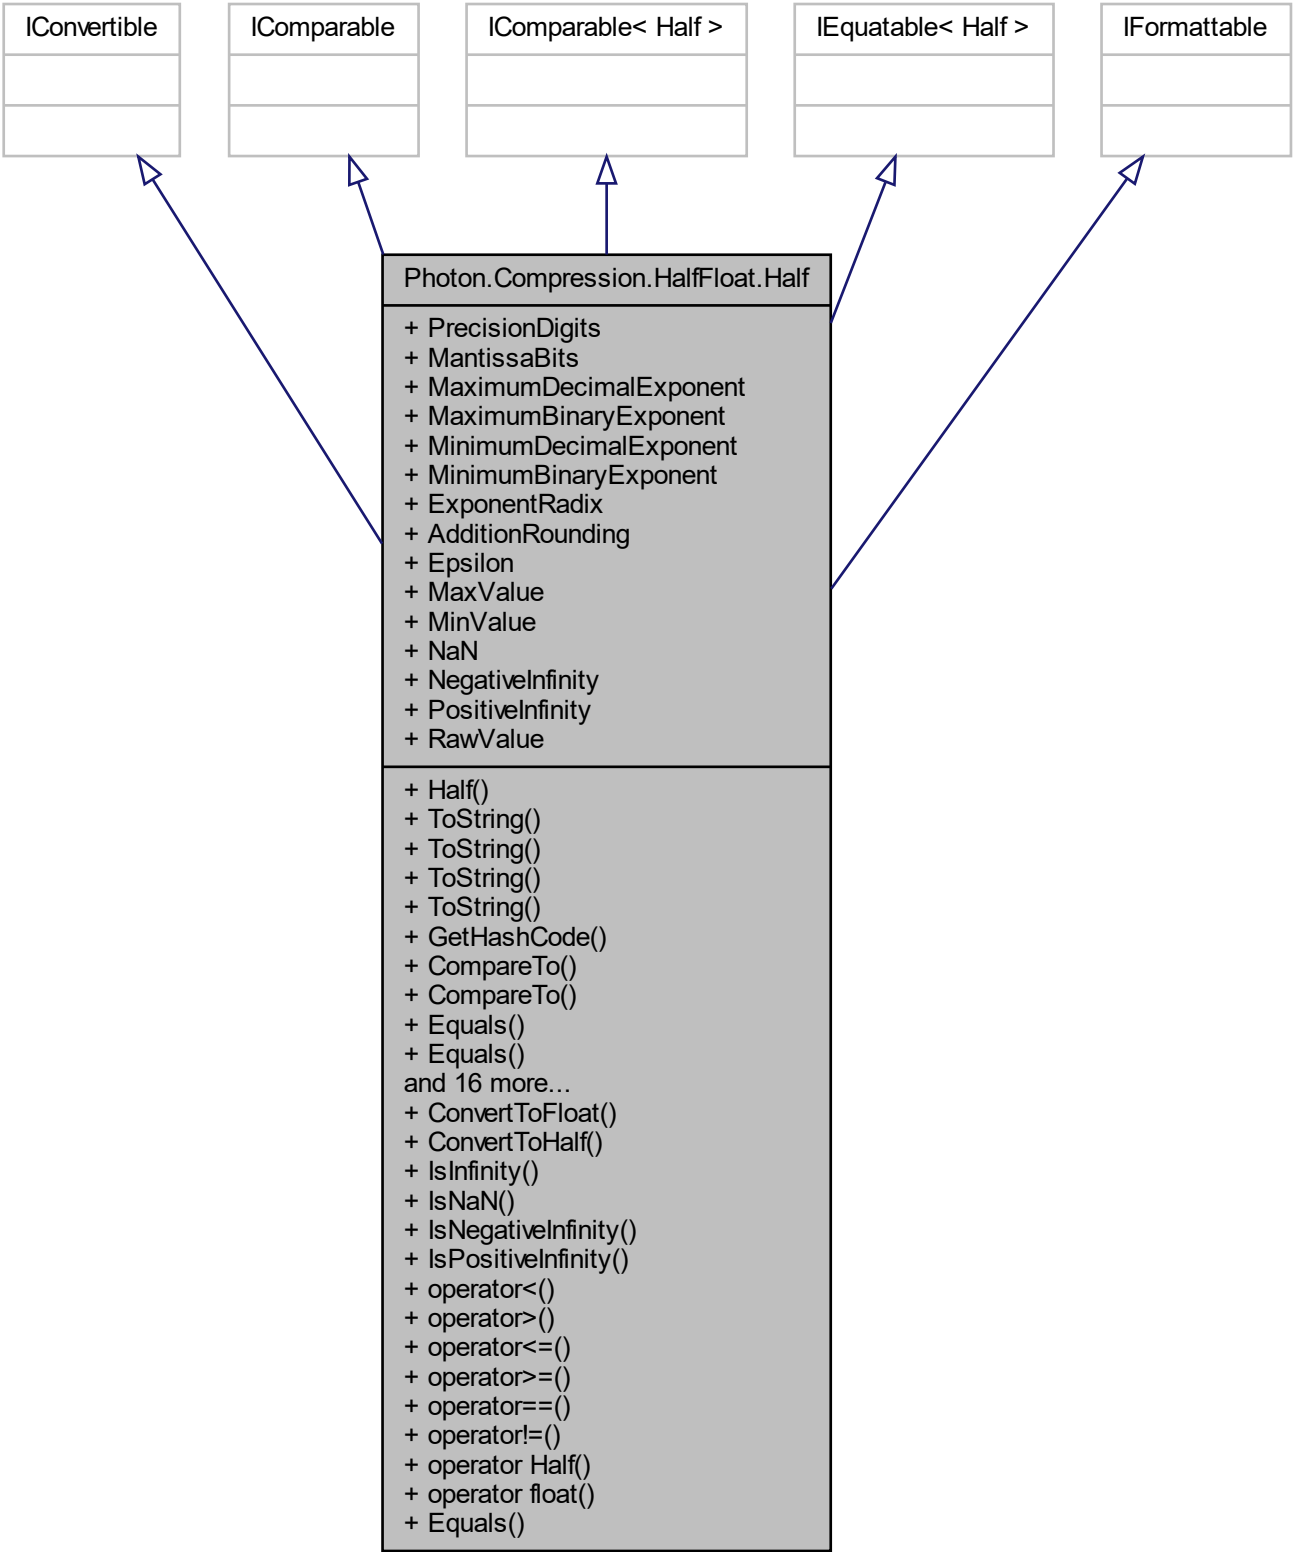 IConvertible
IComparable
IComparable< Half >
IEquatable< Half >
IFormattable
Photon.Compression.HalfFloat.Half
+ PrecisionDigits
+ MantissaBits
+ MaximumDecimalExponent
+ MaximumBinaryExponent
+ MinimumDecimalExponent
+ MinimumBinaryExponent
+ ExponentRadix
+ AdditionRounding
+ Epsilon
+ MaxValue
+ MinValue
+ NaN
+ NegativeInfinity
+ PositiveInfinity
+ RawValue
+ Half()
+ ToString()
+ ToString()
+ ToString()
+ ToString()
+ GetHashCode()
+ CompareTo()
+ CompareTo()
+ Equals()
+ Equals()
and 16 more...
+ ConvertToFloat()
+ ConvertToHalf()
+ IsInfinity()
+ IsNaN()
+ IsNegativeInfinity()
+ IsPositiveInfinity()
+ operator<()
+ operator>()
+ operator<=()
+ operator>=()
+ operator==()
+ operator!=()
+ operator Half()
+ operator float()
+ Equals()